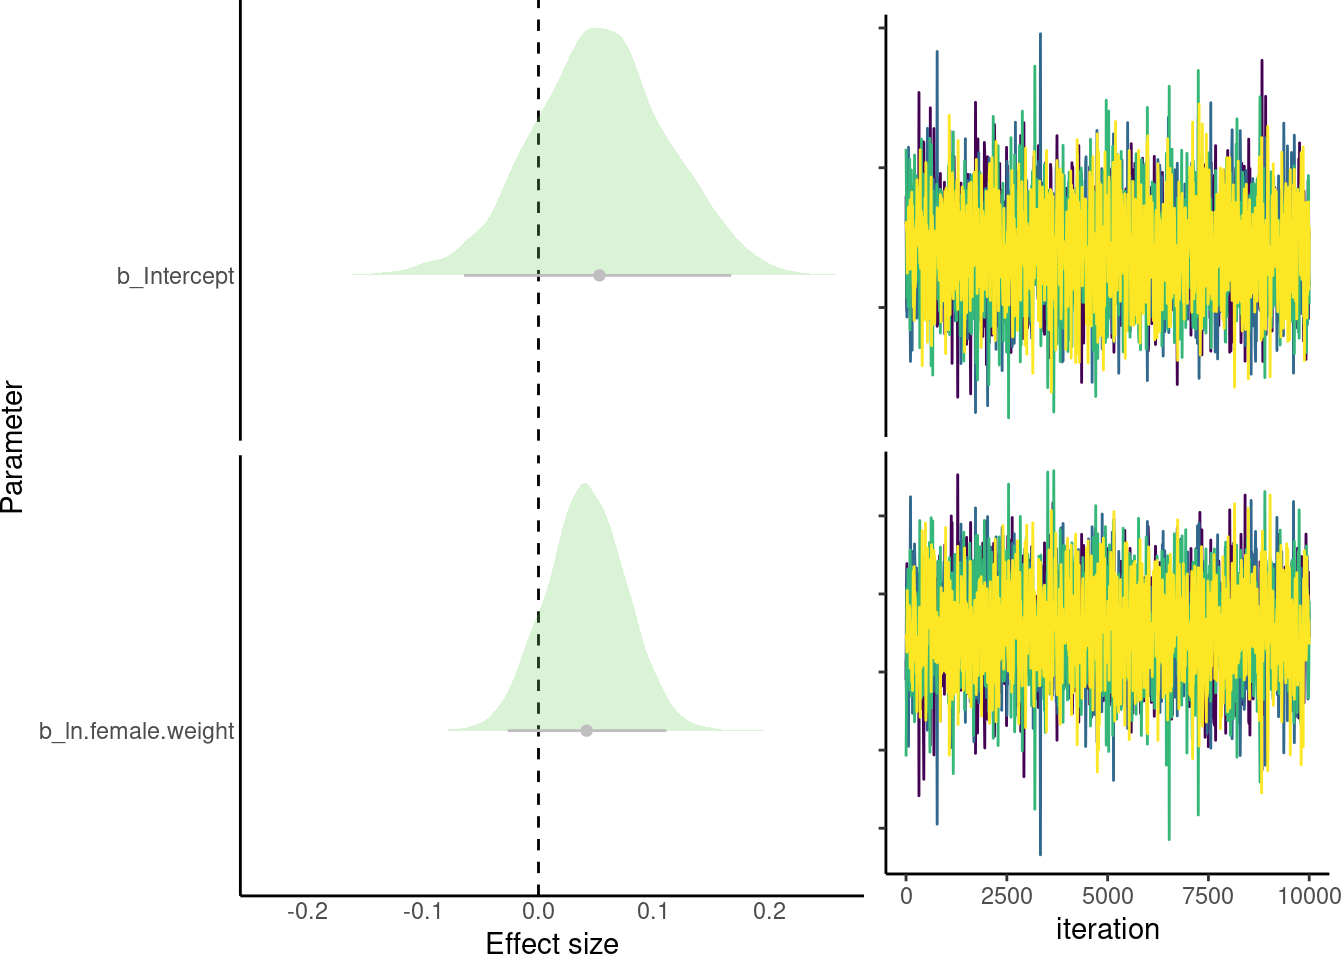 Parameter
b_Intercept
b_ln.female.weight
-0.2 -0.1 0.0 0.1 0.2
Effect size
0 2500 5000 7500 10000
iteration